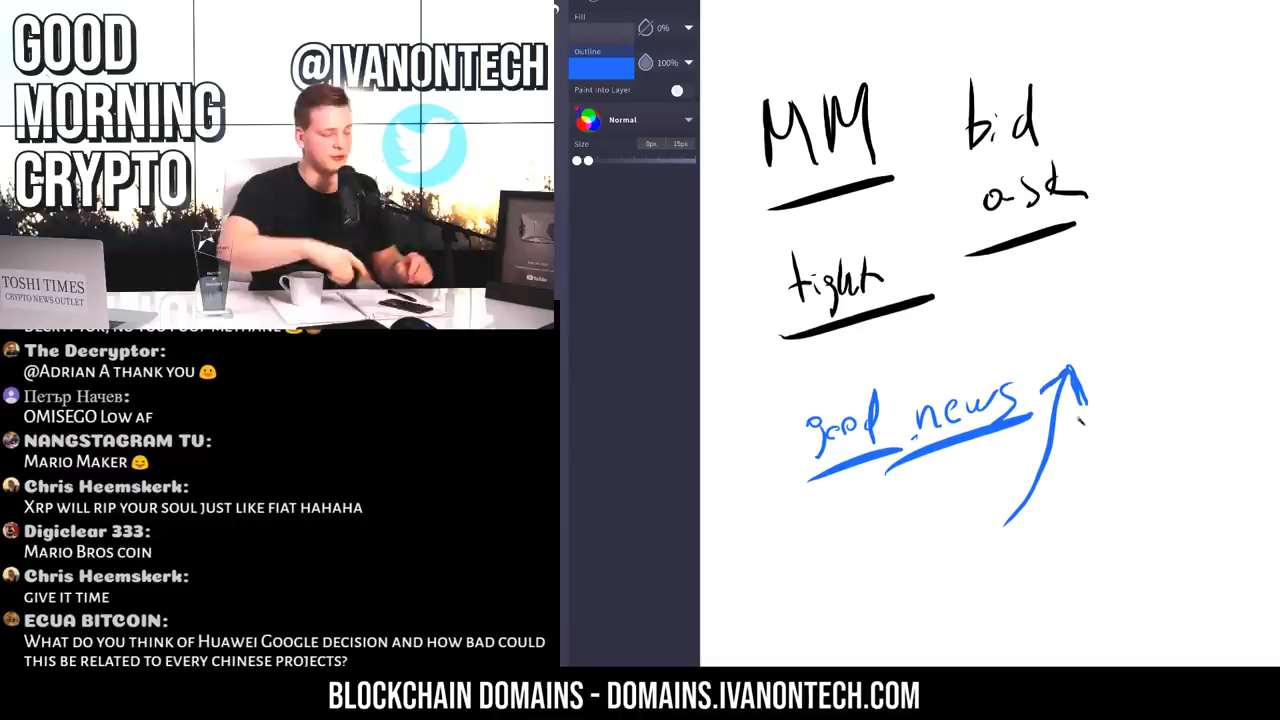 GOOD
MORNING
CRYPTO
@IVANONTECH
TOSHI TIMES
CRYPTO NEWS OUTLET
YouTube
The Decryptor:
@Adrian A thank you
Петър Начев:
OMISEGO Low af
NANGSTAGRAM TU:
Mario Maker
Chris Heemskerk:
Xrp will rip your soul just like fiat hahaha
Digiclear 333:
Mario Bros coin
Chris Heemskerk:
give it time
ECUA BITCOIN:
What do you think of Huawei Google decision and how bad could
this be related to every Chinese projects?
Fill
0%
Outline
100%
Paint into Layer
Normal
Size
0px 15px
MM
bid
ask
tight
good news
BLOCKCHAIN DOMAINS - DOMAINS.IVANONTECH.COM